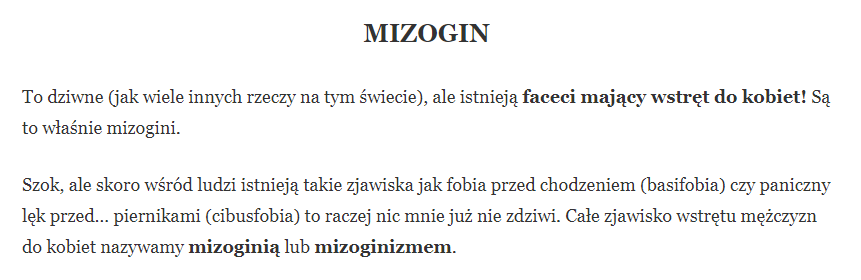 MIZOGIN
To dziwne (jak wiele innych rzeczy na tym świecie), ale istnieją faceci mający wstręt do kobiet! Są
to właśnie mizogini.
Szok, ale skoro wśród ludzi istnieją takie zjawiska jak fobia przed chodzeniem (basifobia) czy paniczny
lęk przed... piernikami (cibusfobia) to raczej nic mnie już nie zdziwi. Całe zjawisko wstrętu mężczyzn
do kobiet nazywamy mizoginią lub mizoginizmem.